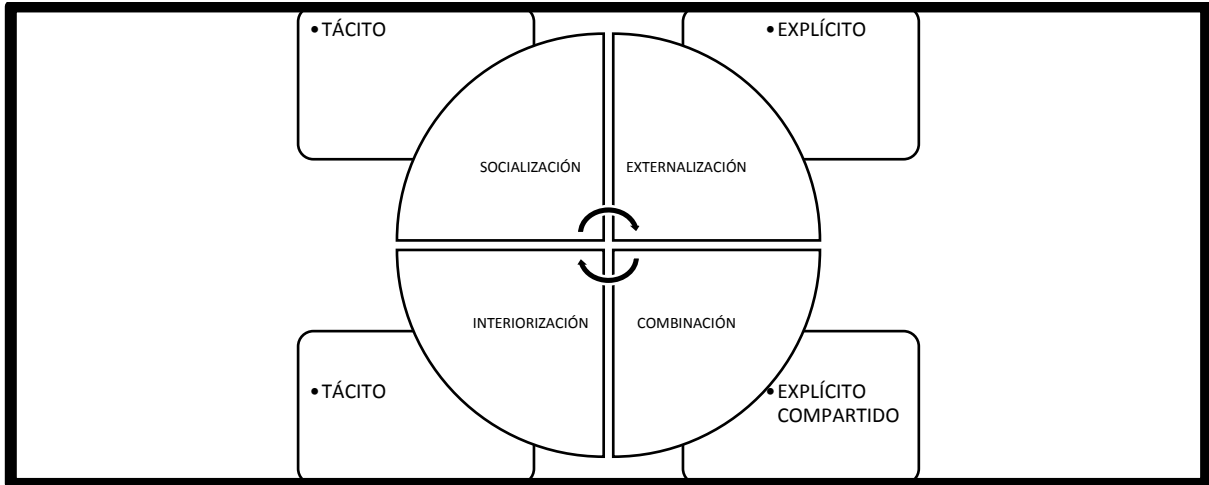 •TÁCITO
•EXPLÍCITO
SOCIALIZACIÓN
EXTERNALIZACIÓN
INTERIORIZACIÓN
COMBINACIÓN
•TÁCITO
•EXPLÍCITO
COMPARTIDO